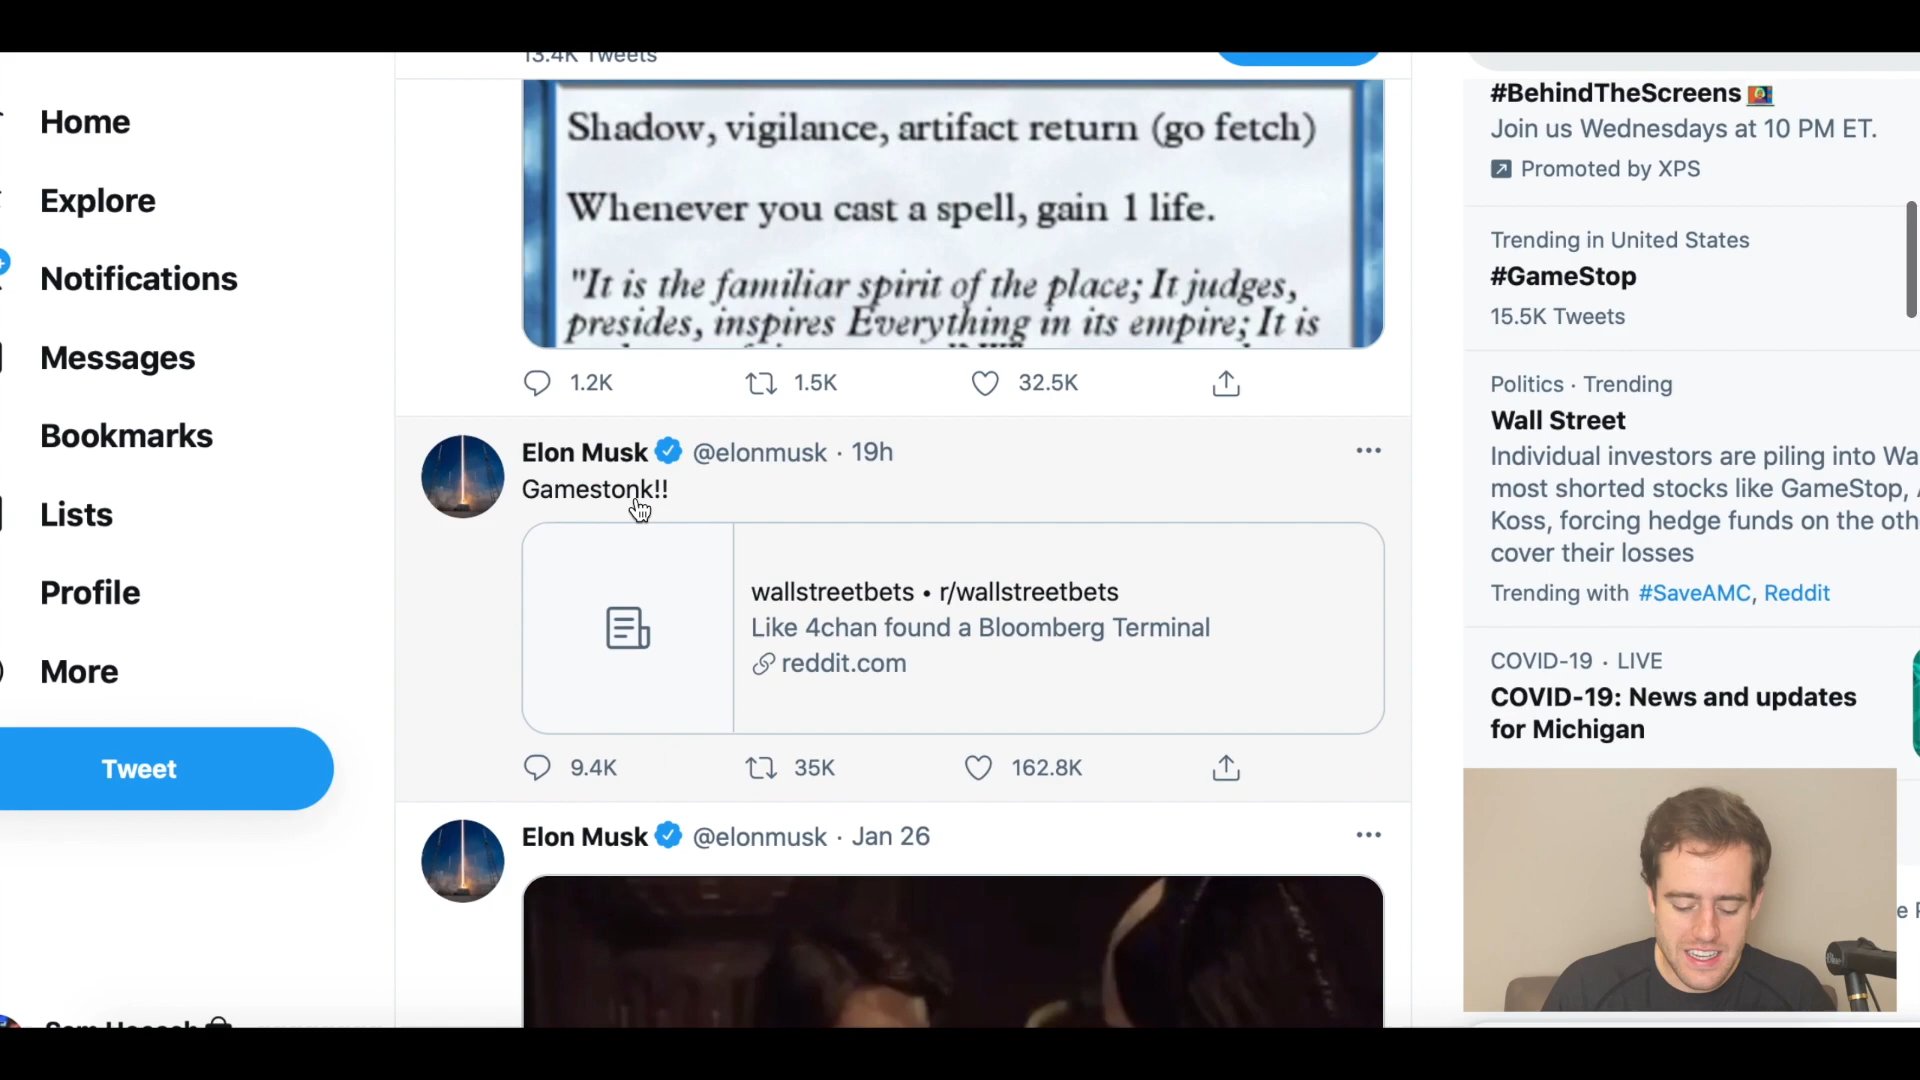 13.4K Tweets
Home
Explore
Notifications
Messages
Bookmarks
Lists
Profile
More
Tweet
Shadow, vigilance, artifact return (go fetch)
Whenever you cast a spell, gain 1 life.
"It is the familiar spirit of the place; It judges,
presides, inspires Everything in its empire; It is
1.2K 1.5K 32.5K
Elon Musk @elonmusk · 19h
Gamestonk!!
wallstreetbets • r/wallstreetbets
Like 4chan found a Bloomberg Terminal
reddit.com
9.4K 35K 162.8K
Elon Musk @elonmusk · Jan 26
#BehindTheScreens
Join us Wednesdays at 10 PM ET.
Promoted by XPS
Trending in United States
#GameStop
15.5K Tweets
Politics · Trending
Wall Street
Individual investors are piling into Wa
most shorted stocks like GameStop, A
Koss, forcing hedge funds on the oth
cover their losses
Trending with #SaveAMC, Reddit
COVID-19 · LIVE
COVID-19: News and updates
for Michigan